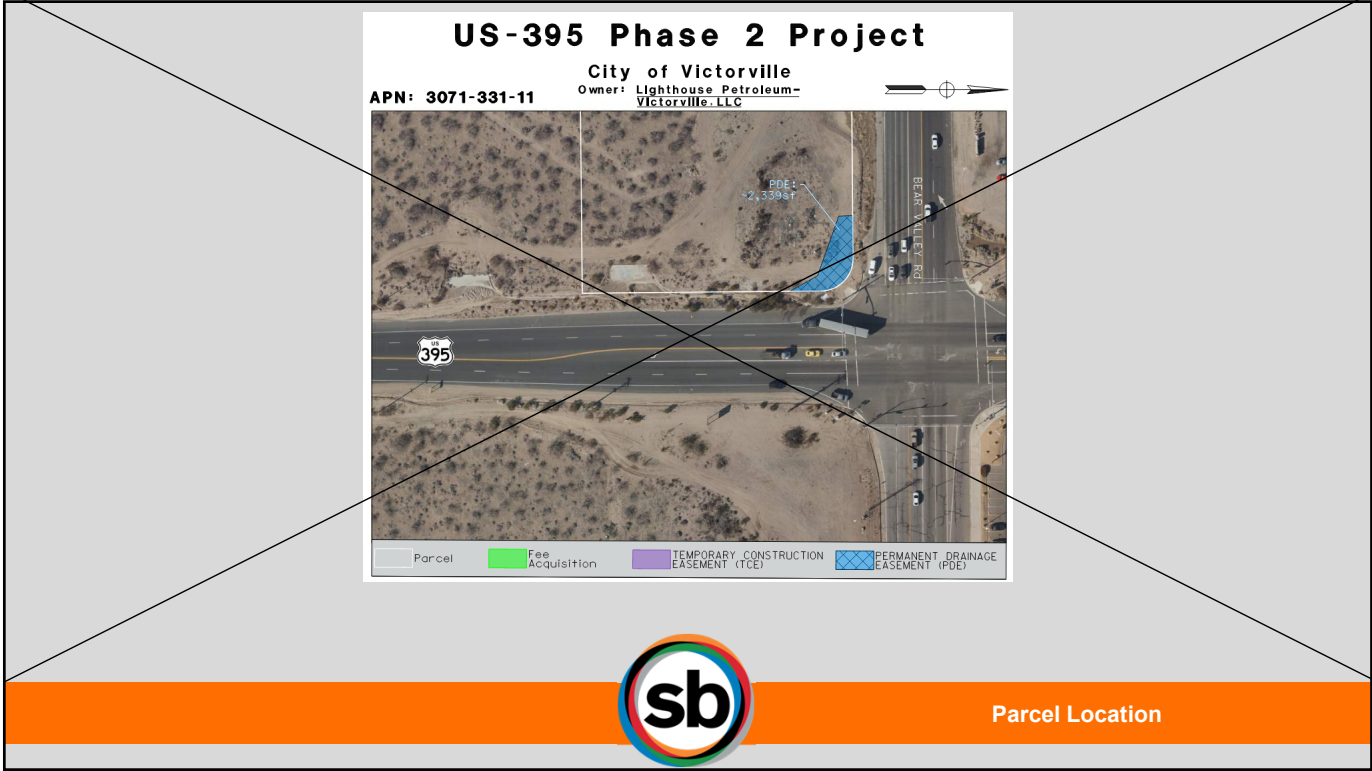 US-395 Phase 2 Project
City of Victorville
Owner: Lighthouse Petroleum-
Victorville, LLC
APN: 3071-331-11
PDE:
~2,339sf
BEAR VALLEY Rd.
US
395
Parcel
Fee
Acquisition
TEMPORARY CONSTRUCTION
EASEMENT (TCE)
PERMANENT DRAINAGE
EASEMENT (PDE)
sb
Parcel Location